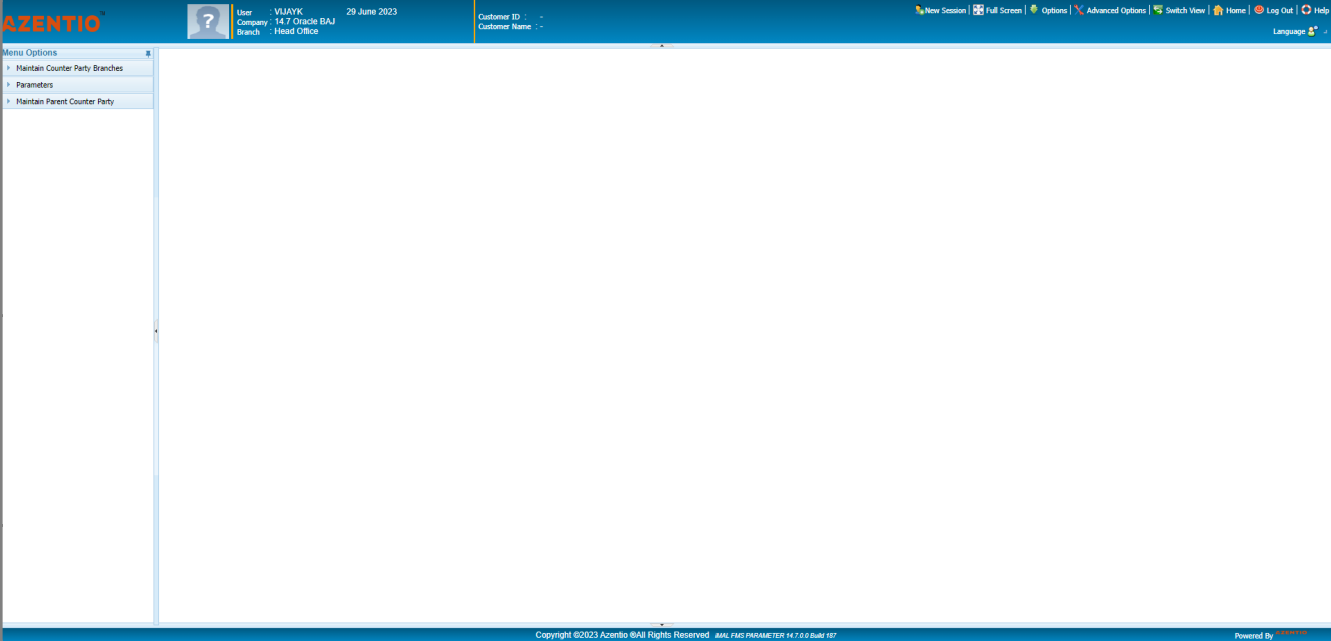 AZENTIO™
User : VIJAYK 29 June 2023
Company : 14.7 Oracle BAJ
Branch : Head Office
Customer ID : -
Customer Name : -
New Session | Full Screen | Options | Advanced Options | Switch View | Home | Log Out | Help
Language
Menu Options
Maintain Counter Party Branches
Parameters
Maintain Parent Counter Party
Copyright ©2023 Azentio ®All Rights Reserved IMAL FMS PARAMETER 14.7.0.0 Build 187
Powered By AZENTIO